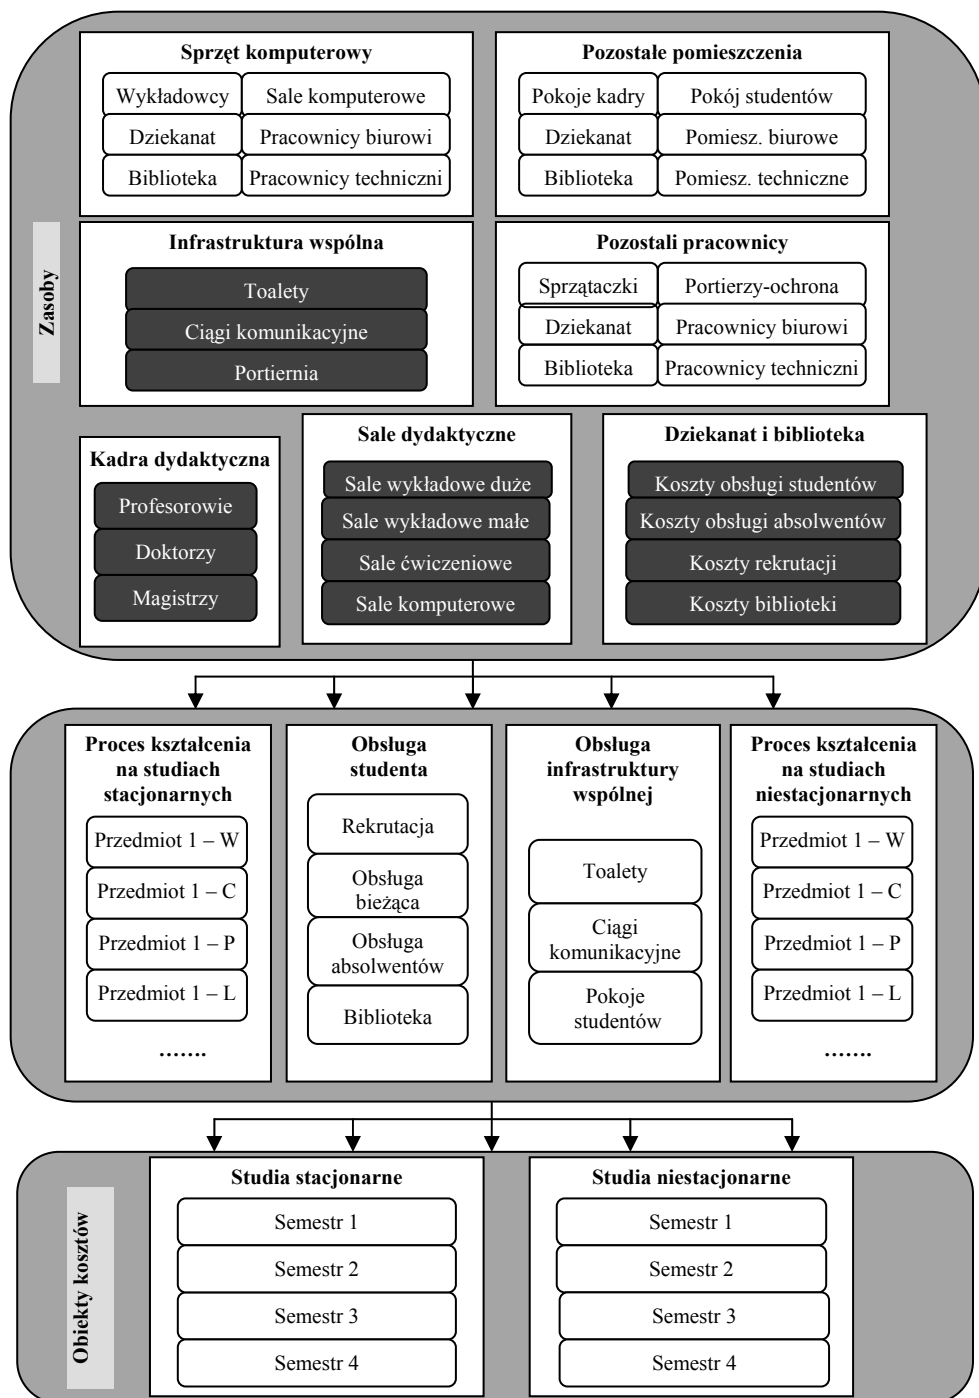 Zasoby
Sprzęt komputerowy
Wykładowcy
Sale komputerowe
Dziekanat
Pracownicy biurowi
Biblioteka
Pracownicy techniczni
Pozostałe pomieszczenia
Pokoje kadry
Pokój studentów
Dziekanat
Pomiesz. biurowe
Biblioteka
Pomiesz. techniczne
Infrastruktura wspólna
Toalety
Ciągi komunikacyjne
Portiernia
Pozostali pracownicy
Sprzątaczki
Portierzy-ochrona
Dziekanat
Pracownicy biurowi
Biblioteka
Pracownicy techniczni
Kadra dydaktyczna
Profesorowie
Doktorzy
Magistrzy
Sale dydaktyczne
Sale wykładowe duże
Sale wykładowe małe
Sale ćwiczeniowe
Sale komputerowe
Dziekanat i biblioteka
Koszty obsługi studentów
Koszty obsługi absolwentów
Koszty rekrutacji
Koszty biblioteki
Proces kształcenia
na studiach
stacjonarnych
Przedmiot 1 – W
Przedmiot 1 – C
Przedmiot 1 – P
Przedmiot 1 – L
.......
Obsługa
studenta
Rekrutacja
Obsługa
bieżąca
Obsługa
absolwentów
Biblioteka
Obsługa
infrastruktury
wspólnej
Toalety
Ciągi
komunikacyjne
Pokoje
studentów
Proces kształcenia
na studiach
niestacjonarnych
Przedmiot 1 – W
Przedmiot 1 – C
Przedmiot 1 – P
Przedmiot 1 – L
.......
Obiekty kosztów
Studia stacjonarne
Semestr 1
Semestr 2
Semestr 3
Semestr 4
Studia niestacjonarne
Semestr 1
Semestr 2
Semestr 3
Semestr 4